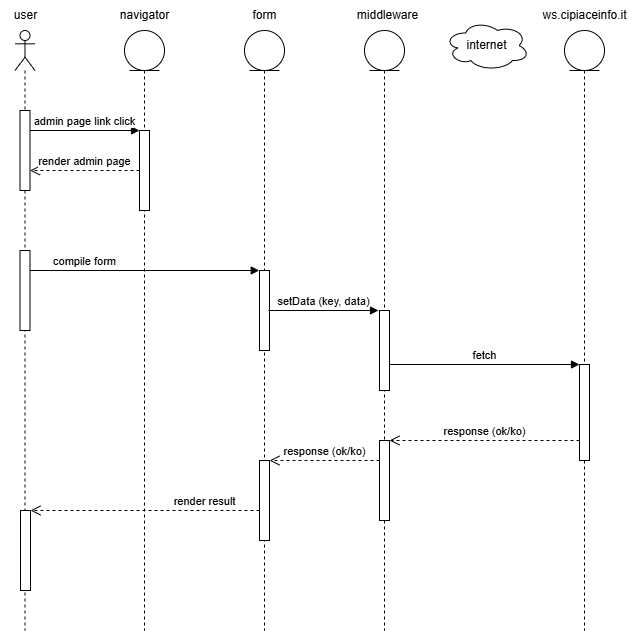 user
navigator
form
middleware
ws.cipiaceinfo.it
internet
admin page link click
render admin page
compile form
setData (key, data)
fetch
response (ok/ko)
response (ok/ko)
render result